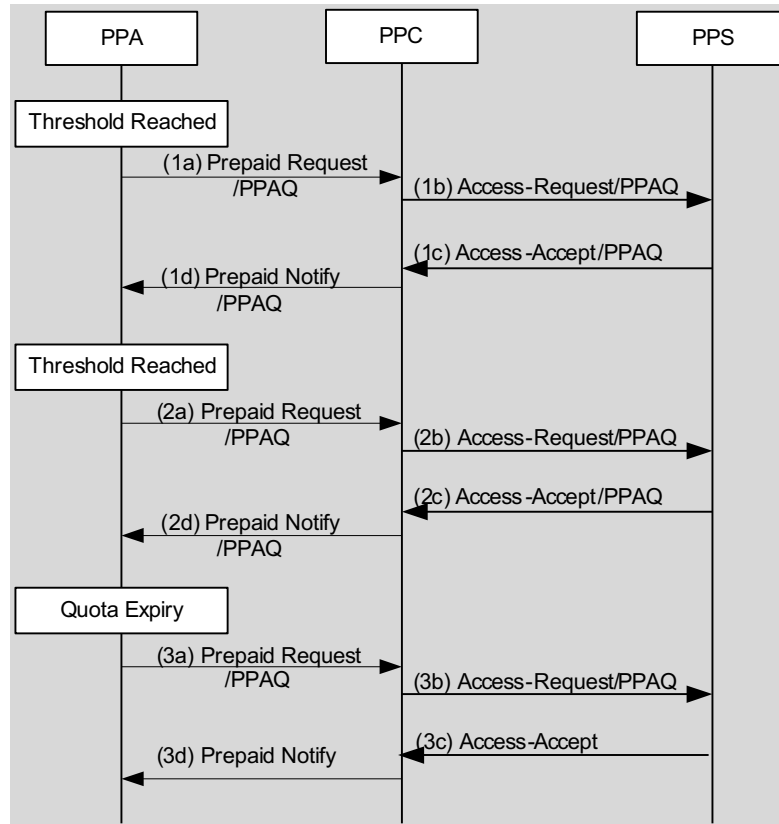 PPA
PPC
PPS
Threshold Reached
(1a) Prepaid Request
/PPAQ
(1b) Access-Request/PPAQ
(1c) Access-Accept/PPAQ
(1d) Prepaid Notify
/PPAQ
Threshold Reached
(2a) Prepaid Request
/PPAQ
(2b) Access-Request/PPAQ
(2c) Access-Accept/PPAQ
(2d) Prepaid Notify
/PPAQ
Quota Expiry
(3a) Prepaid Request
/PPAQ
(3b) Access-Request/PPAQ
(3c) Access-Accept
(3d) Prepaid Notify